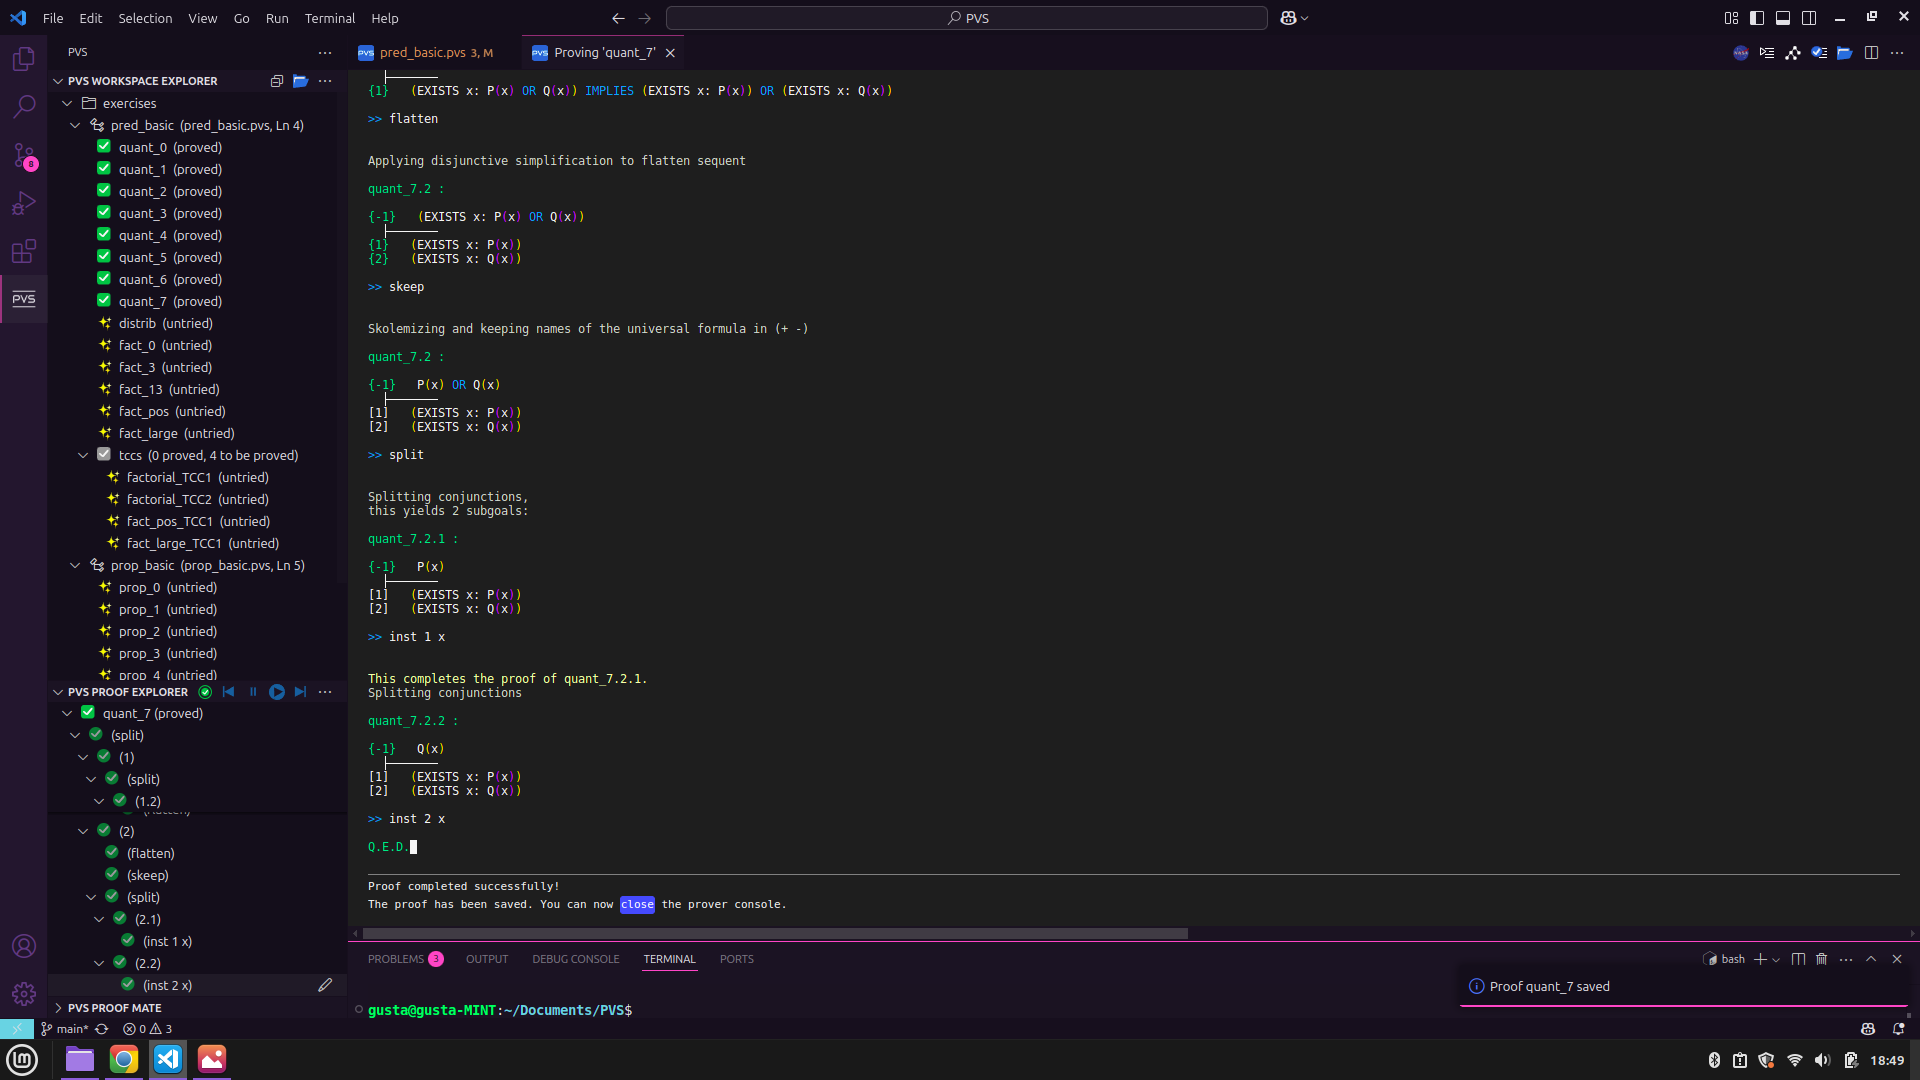 File Edit Selection View Go Run Terminal Help
PVS
PVS
PVS WORKSPACE EXPLORER
exercises
pred_basic (pred_basic.pvs, Ln 4)
quant_0 (proved)
quant_1 (proved)
quant_2 (proved)
quant_3 (proved)
quant_4 (proved)
quant_5 (proved)
quant_6 (proved)
quant_7 (proved)
distrib (untried)
fact_0 (untried)
fact_3 (untried)
fact_13 (untried)
fact_pos (untried)
fact_large (untried)
tccs (0 proved, 4 to be proved)
factorial_TCC1 (untried)
factorial_TCC2 (untried)
fact_pos_TCC1 (untried)
fact_large_TCC1 (untried)
prop_basic (prop_basic.pvs, Ln 5)
prop_0 (untried)
prop_1 (untried)
prop_2 (untried)
prop_3 (untried)
prop_4 (untried)
PVS PROOF EXPLORER
quant_7 (proved)
(split)
(1)
(split)
(1.2)
(flatten)
(2)
(flatten)
(skeep)
(split)
(2.1)
(inst 1 x)
(2.2)
(inst 2 x)
PVS PROOF MATE
8
PVS
PVS pred_basic.pvs 3, M
PVS Proving 'quant_7'
{1} (EXISTS x: P(x) OR Q(x)) IMPLIES (EXISTS x: P(x)) OR (EXISTS x: Q(x))
>> flatten
Applying disjunctive simplification to flatten sequent
quant_7.2 :
{-1} (EXISTS x: P(x) OR Q(x))
{1} (EXISTS x: P(x))
{2} (EXISTS x: Q(x))
>> skeep
Skolemizing and keeping names of the universal formula in (+ -)
quant_7.2 :
{-1} P(x) OR Q(x)
[1] (EXISTS x: P(x))
[2] (EXISTS x: Q(x))
>> split
Splitting conjunctions,
this yields 2 subgoals:
quant_7.2.1 :
{-1} P(x)
[1] (EXISTS x: P(x))
[2] (EXISTS x: Q(x))
>> inst 1 x
This completes the proof of quant_7.2.1.
Splitting conjunctions
quant_7.2.2 :
{-1} Q(x)
[1] (EXISTS x: P(x))
[2] (EXISTS x: Q(x))
>> inst 2 x
Q.E.D.
Proof completed successfully!
The proof has been saved. You can now close the prover console.
PROBLEMS 3 OUTPUT DEBUG CONSOLE TERMINAL PORTS
bash
gusta@gusta-MINT:~/Documents/PVS$
Proof quant_7 saved
main* 0 3
18:49